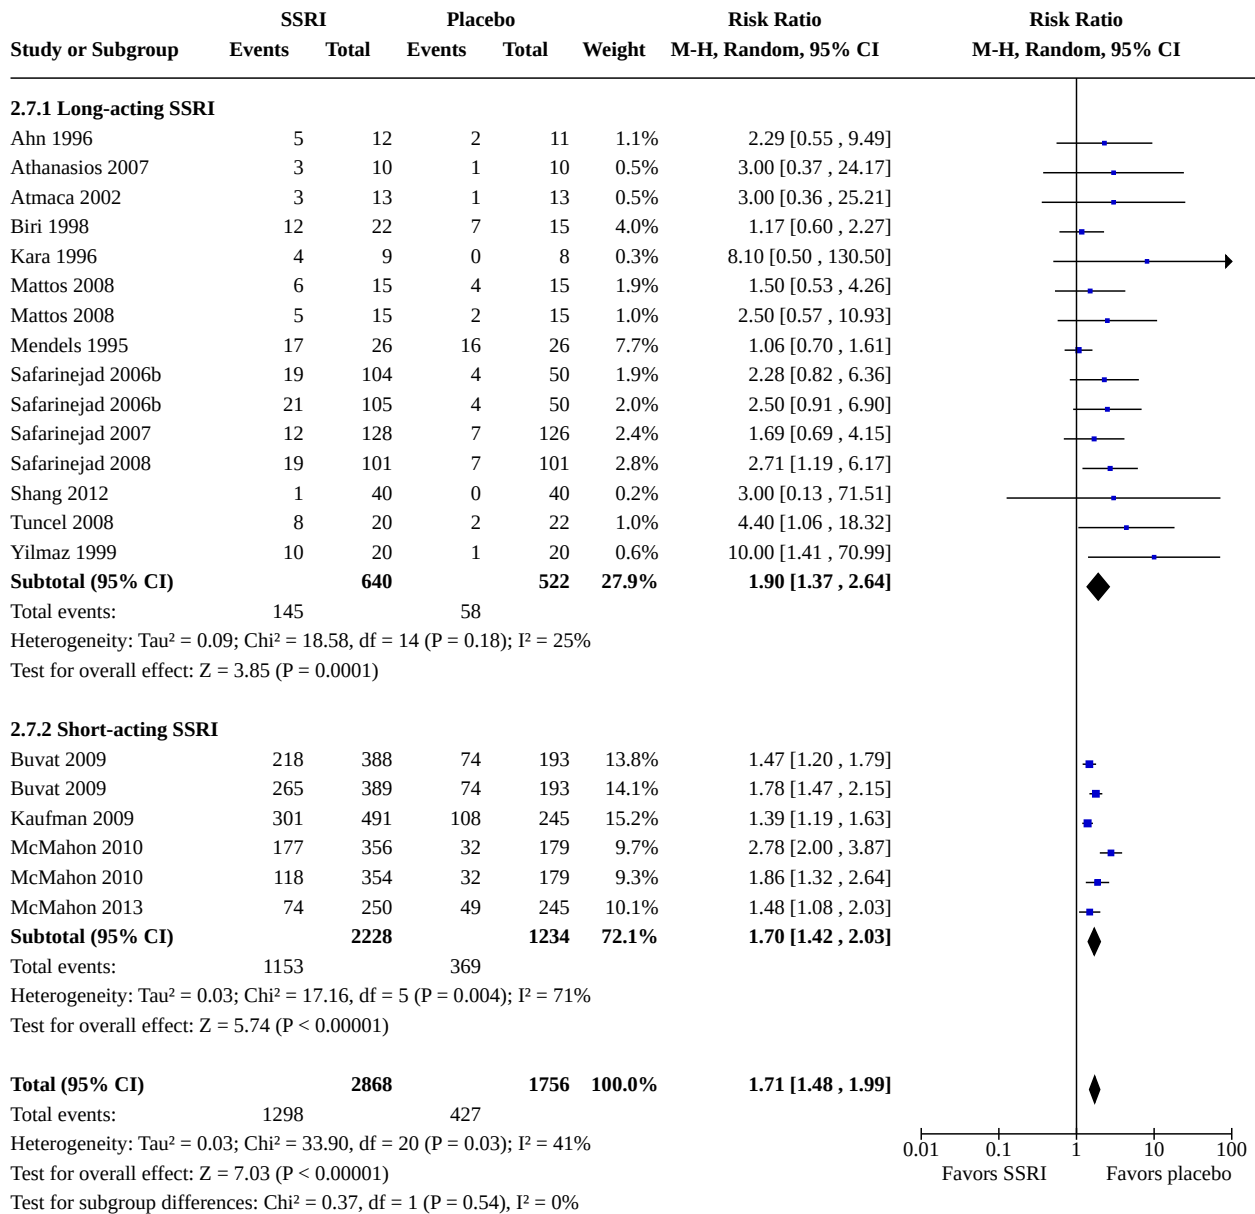 SSRI Placebo Risk Ratio Risk Ratio
Study or Subgroup Events Total Events Total Weight M-H, Random, 95% CI M-H, Random, 95% CI
2.7.1 Long-acting SSRI
Ahn 1996 5 12 2 11 1.1% 2.29 [0.55 , 9.49]
Athanasios 2007 3 10 1 10 0.5% 3.00 [0.37 , 24.17]
Atmaca 2002 3 13 1 13 0.5% 3.00 [0.36 , 25.21]
Biri 1998 12 22 7 15 4.0% 1.17 [0.60 , 2.27]
Kara 1996 4 9 0 8 0.3% 8.10 [0.50 , 130.50]
Mattos 2008 6 15 4 15 1.9% 1.50 [0.53 , 4.26]
Mattos 2008 5 15 2 15 1.0% 2.50 [0.57 , 10.93]
Mendels 1995 17 26 16 26 7.7% 1.06 [0.70 , 1.61]
Safarinejad 2006b 19 104 4 50 1.9% 2.28 [0.82 , 6.36]
Safarinejad 2006b 21 105 4 50 2.0% 2.50 [0.91 , 6.90]
Safarinejad 2007 12 128 7 126 2.4% 1.69 [0.69 , 4.15]
Safarinejad 2008 19 101 7 101 2.8% 2.71 [1.19 , 6.17]
Shang 2012 1 40 0 40 0.2% 3.00 [0.13 , 71.51]
Tuncel 2008 8 20 2 22 1.0% 4.40 [1.06 , 18.32]
Yilmaz 1999 10 20 1 20 0.6% 10.00 [1.41 , 70.99]
Subtotal (95% CI) 640 522 27.9% 1.90 [1.37 , 2.64]
Total events: 145 58
Heterogeneity: Tau² = 0.09; Chi² = 18.58, df = 14 (P = 0.18); I² = 25%
Test for overall effect: Z = 3.85 (P = 0.0001)
2.7.2 Short-acting SSRI
Buvat 2009 218 388 74 193 13.8% 1.47 [1.20 , 1.79]
Buvat 2009 265 389 74 193 14.1% 1.78 [1.47 , 2.15]
Kaufman 2009 301 491 108 245 15.2% 1.39 [1.19 , 1.63]
McMahon 2010 177 356 32 179 9.7% 2.78 [2.00 , 3.87]
McMahon 2010 118 354 32 179 9.3% 1.86 [1.32 , 2.64]
McMahon 2013 74 250 49 245 10.1% 1.48 [1.08 , 2.03]
Subtotal (95% CI) 2228 1234 72.1% 1.70 [1.42 , 2.03]
Total events: 1153 369
Heterogeneity: Tau² = 0.03; Chi² = 17.16, df = 5 (P = 0.004); I² = 71%
Test for overall effect: Z = 5.74 (P < 0.00001)
Total (95% CI) 2868 1756 100.0% 1.71 [1.48 , 1.99]
Total events: 1298 427
Heterogeneity: Tau² = 0.03; Chi² = 33.90, df = 20 (P = 0.03); I² = 41%
0.01 0.1 1 10 100
Test for overall effect: Z = 7.03 (P < 0.00001) Favors SSRI Favors placebo
Test for subgroup differences: Chi² = 0.37, df = 1 (P = 0.54), I² = 0%